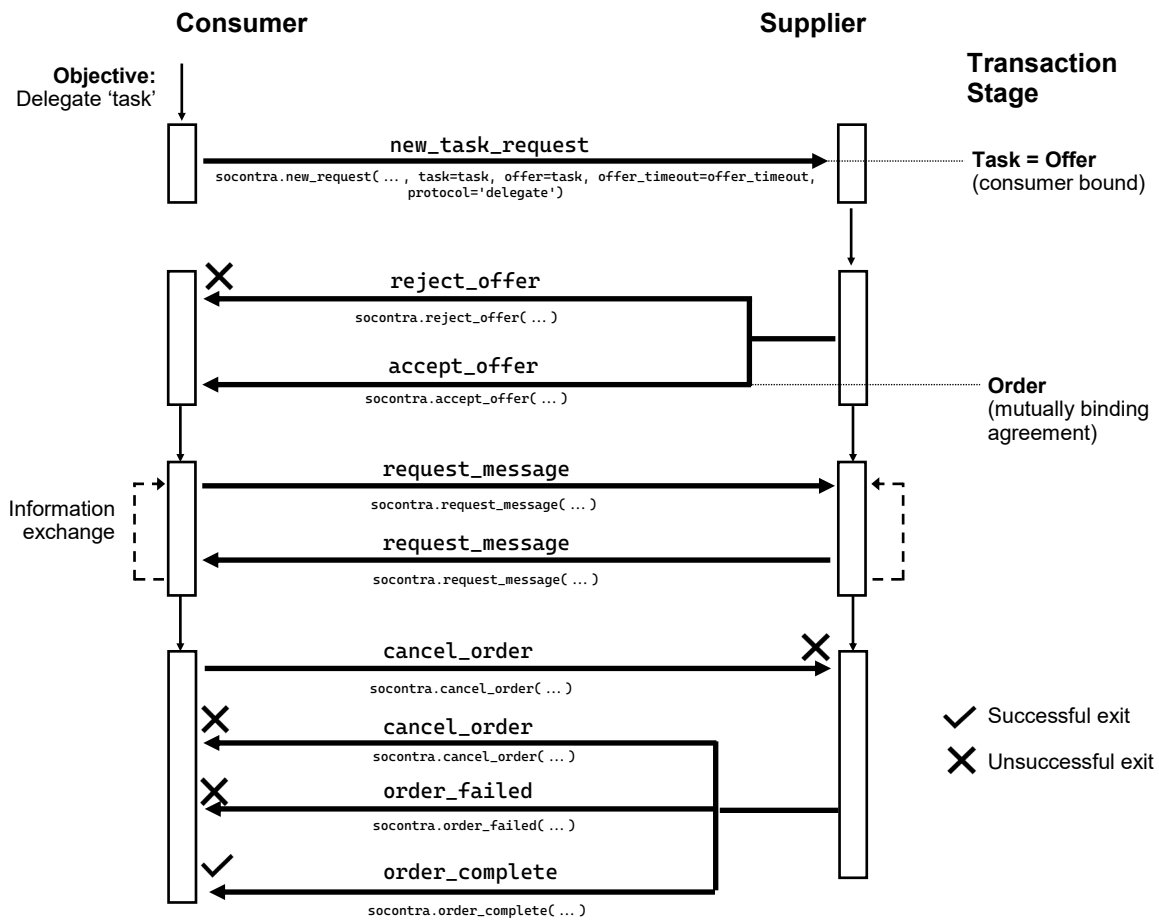 Consumer
Supplier
Objective:
Delegate ‘task’
Transaction
Stage
new_task_request
socontra.new_request( ... , task=task, offer=task, offer_timeout=offer_timeout,
protocol='delegate')
Task = Offer
(consumer bound)
reject_offer
socontra.reject_offer( ... )
accept_offer
socontra.accept_offer( ... )
Order
(mutually binding
agreement)
request_message
socontra.request_message( ... )
Information
exchange
request_message
socontra.request_message( ... )
cancel_order
socontra.cancel_order( ... )
cancel_order
socontra.cancel_order( ... )
Successful exit
Unsuccessful exit
order_failed
socontra.order_failed( ... )
order_complete
socontra.order_complete( ... )